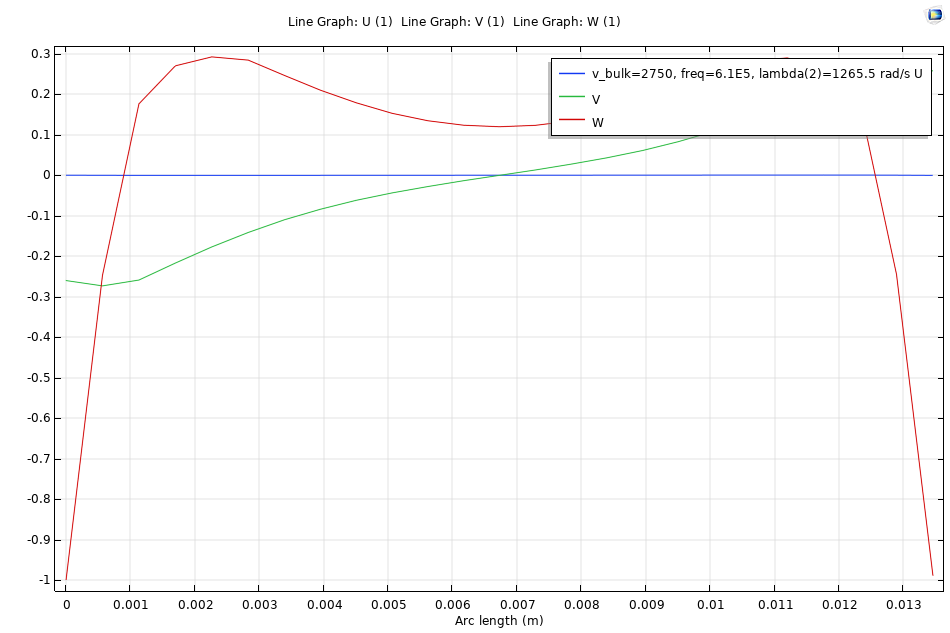 Line Graph: U (1) Line Graph: V (1) Line Graph: W (1)
0.3
0.2
0.1
0
-0.1
-0.2
-0.3
-0.4
-0.5
-0.6
-0.7
-0.8
-0.9
-1
v_bulk=2750, freq=6.1E5, lambda(2)=1265.5 rad/s U
V
W
0 0.001 0.002 0.003 0.004 0.005 0.006 0.007 0.008 0.009 0.01 0.011 0.012 0.013
Arc length (m)